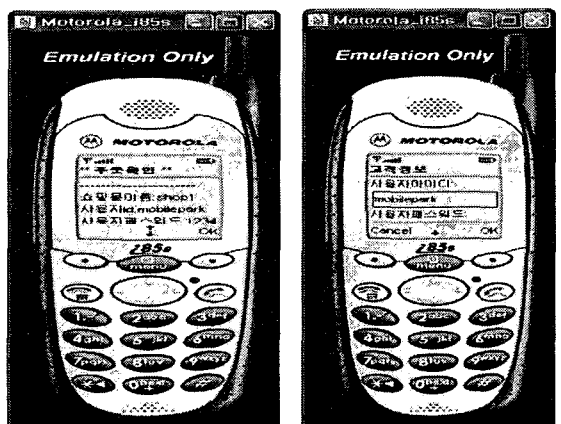 Motorola_i85s
Emulation Only
MOTOROLA
** 주문확인 **
쇼핑몰이름:shop1
사용자id:mobilepark
사용자패스워드:1234
OK
i85s
menu
Motorola_i85s
Emulation Only
MOTOROLA
고객정보
사용자아이디:
mobilepark
사용자패스워드:
Cancel
OK
i85s
menu